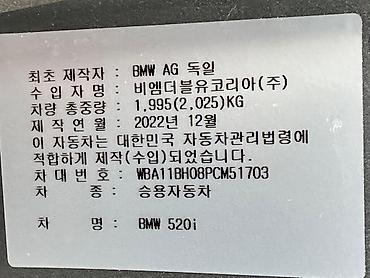 최초 제작자 : BMW AG 독일
수 입 자 명 : 비엠더블유코리아(주)
차량 총중량 : 1,995(2,025)KG
제 작 연 월 : 2022년 12월
이 자동차는 대한민국 자동차관리법령에
적합하게 제작(수입)되었습니다.
차 대 번 호 : WBA11BH08PCM51703
차 종 : 승용자동차
차 명 : BMW 520i